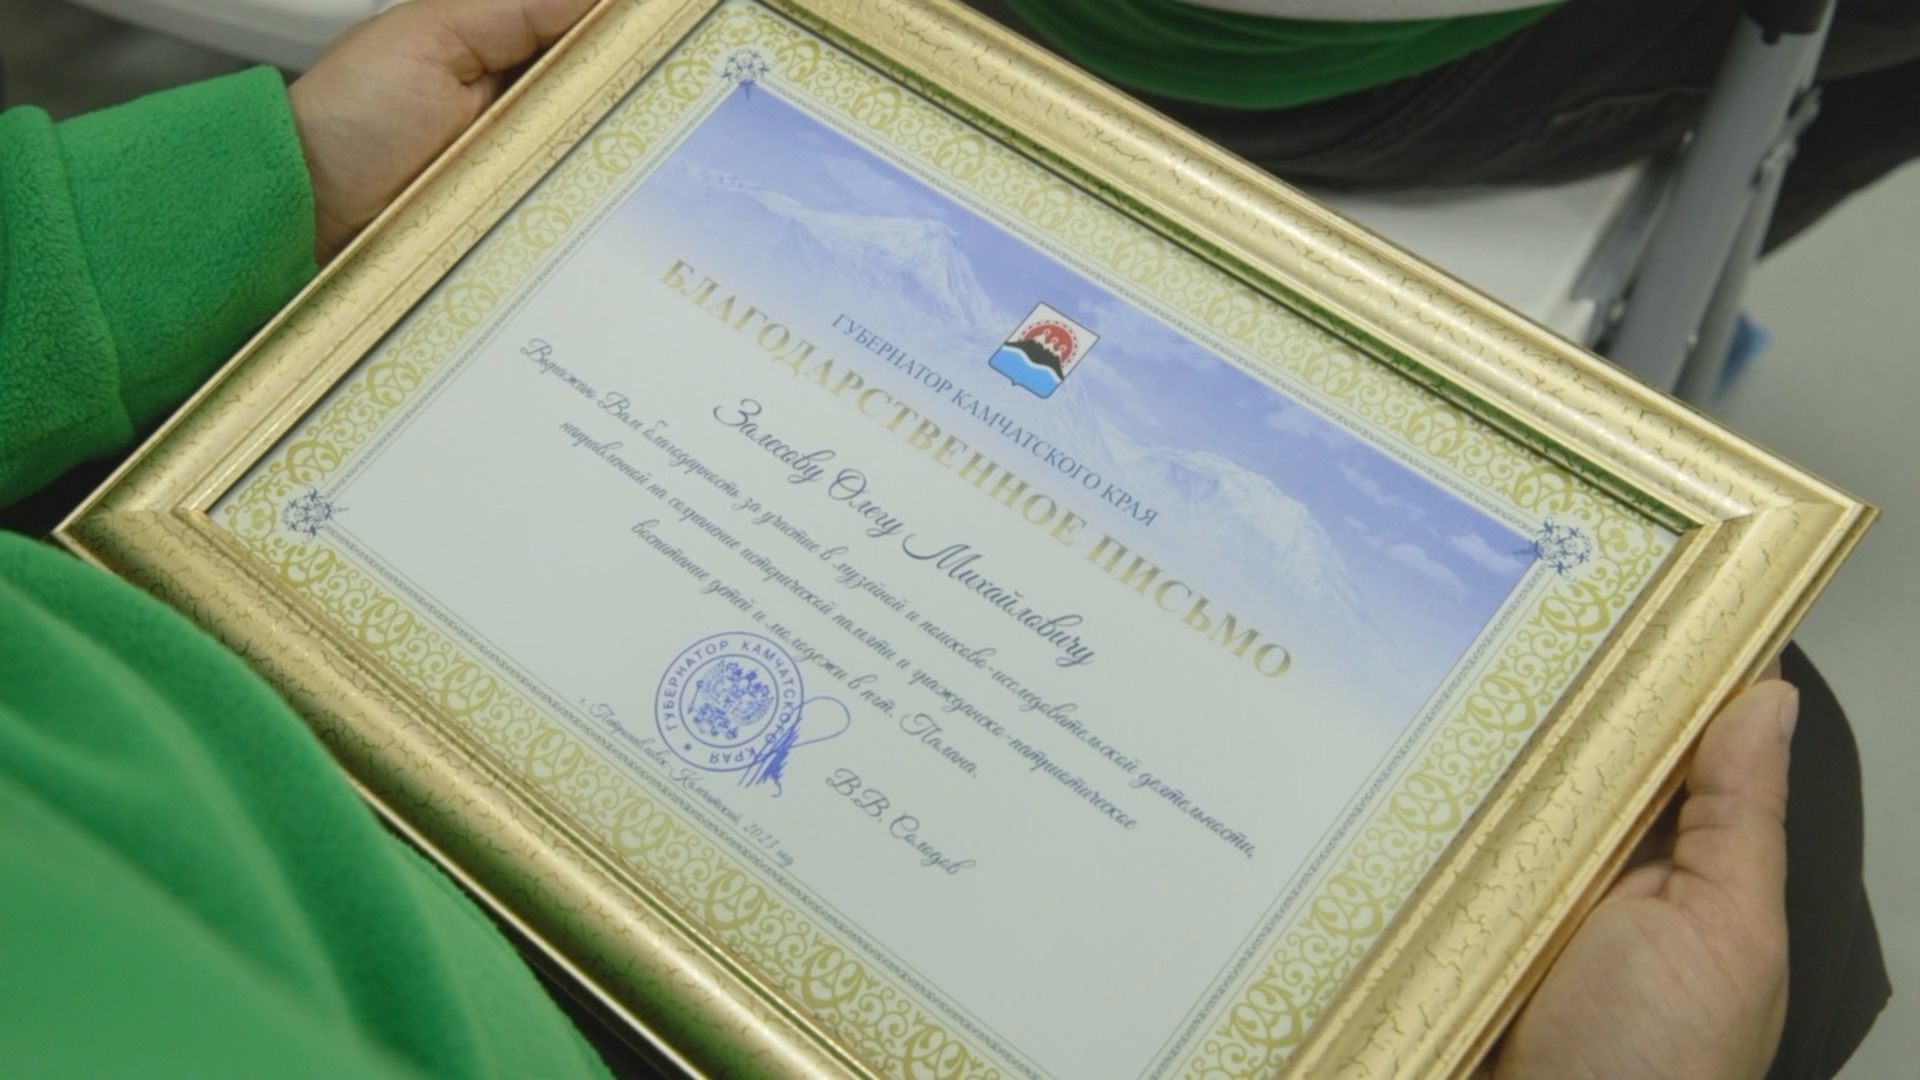 ГУБЕРНАТОР КАМЧАТСКОГО КРАЯ
БЛАГОДАРСТВЕННОЕ ПИСЬМО
Залесову Олегу Михайловичу
Выражаю Вам благодарность за участие в музейной и поисково-исследовательской деятельности,
направленной на сохранение исторической памяти и гражданско-патриотическое
воспитание детей и молодежи в пгт. Палана.
ГУБЕРНАТОР КАМЧАТСКОГО КРАЯ
В.В. Солодов
г. Петропавловск-Камчатский, 2023 год